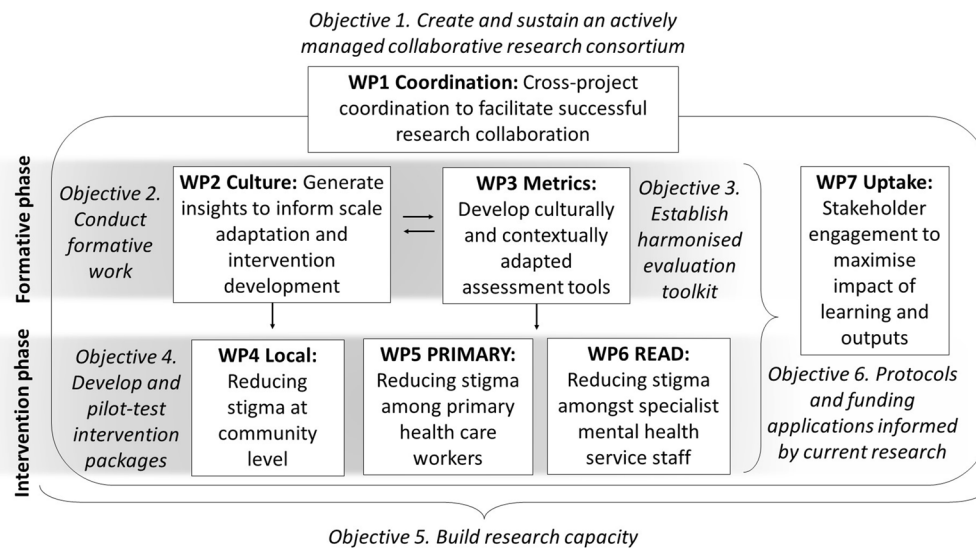 Objective 1. Create and sustain an actively
managed collaborative research consortium
WP1 Coordination: Cross-project
coordination to facilitate successful
research collaboration
Formative phase
Objective 2.
Conduct
formative
work
WP2 Culture: Generate
insights to inform scale
adaptation and
intervention
development
WP3 Metrics:
Develop culturally
and contextually
adapted
assessment tools
Objective 3.
Establish
harmonised
evaluation
toolkit
WP7 Uptake:
Stakeholder
engagement to
maximise
impact of
learning and
outputs
Intervention phase
Objective 4.
Develop and
pilot-test
intervention
packages
WP4 Local:
Reducing
stigma at
community
level
WP5 PRIMARY:
Reducing stigma
among primary
health care
workers
WP6 READ:
Reducing stigma
amongst specialist
mental health
service staff
Objective 6. Protocols
and funding
applications informed
by current research
Objective 5. Build research capacity